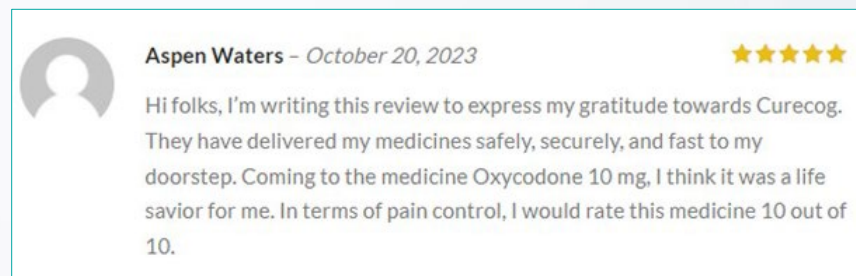 Aspen Waters – October 20, 2023
Hi folks, I'm writing this review to express my gratitude towards Curecog.
They have delivered my medicines safely, securely, and fast to my
doorstep. Coming to the medicine Oxycodone 10 mg, I think it was a life
savior for me. In terms of pain control, I would rate this medicine 10 out of
10.